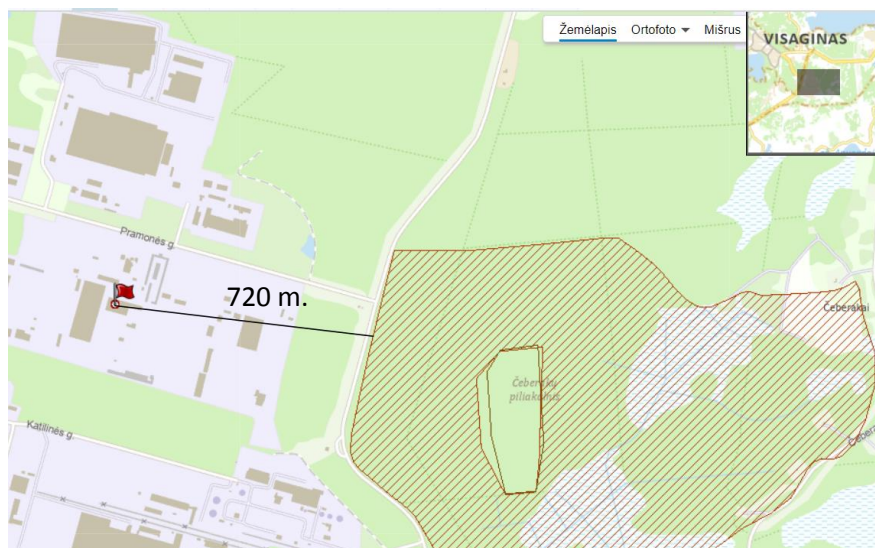 Žemėlapis Ortofoto Mišrus
VISAGINAS
Pramonės g.
720 m.
Čeberakai
Čeberakų
piliakalnis
Katilinės g.